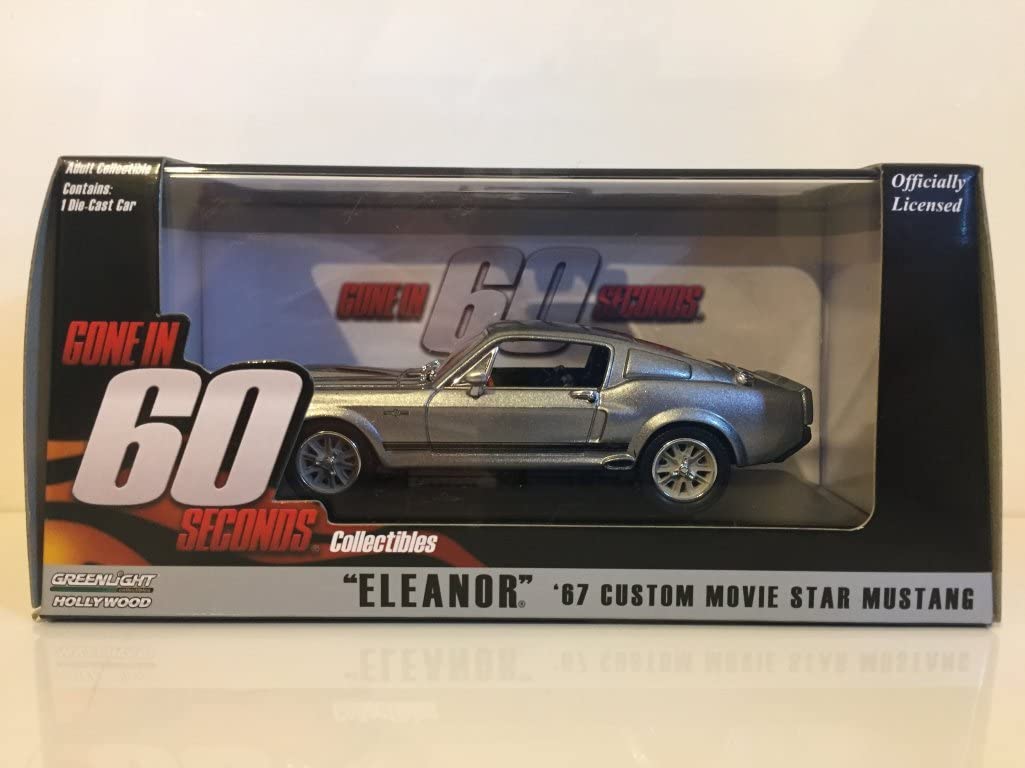 Adult Collectible
Contains:
1 Die-Cast Car
Officially
Licensed
GONE IN
60
SECONDS
GONE IN
60
SECONDS®
Collectibles
GREENLIGHT
collectibles
HOLLYWOOD
"ELEANOR"® '67 CUSTOM MOVIE STAR MUSTANG